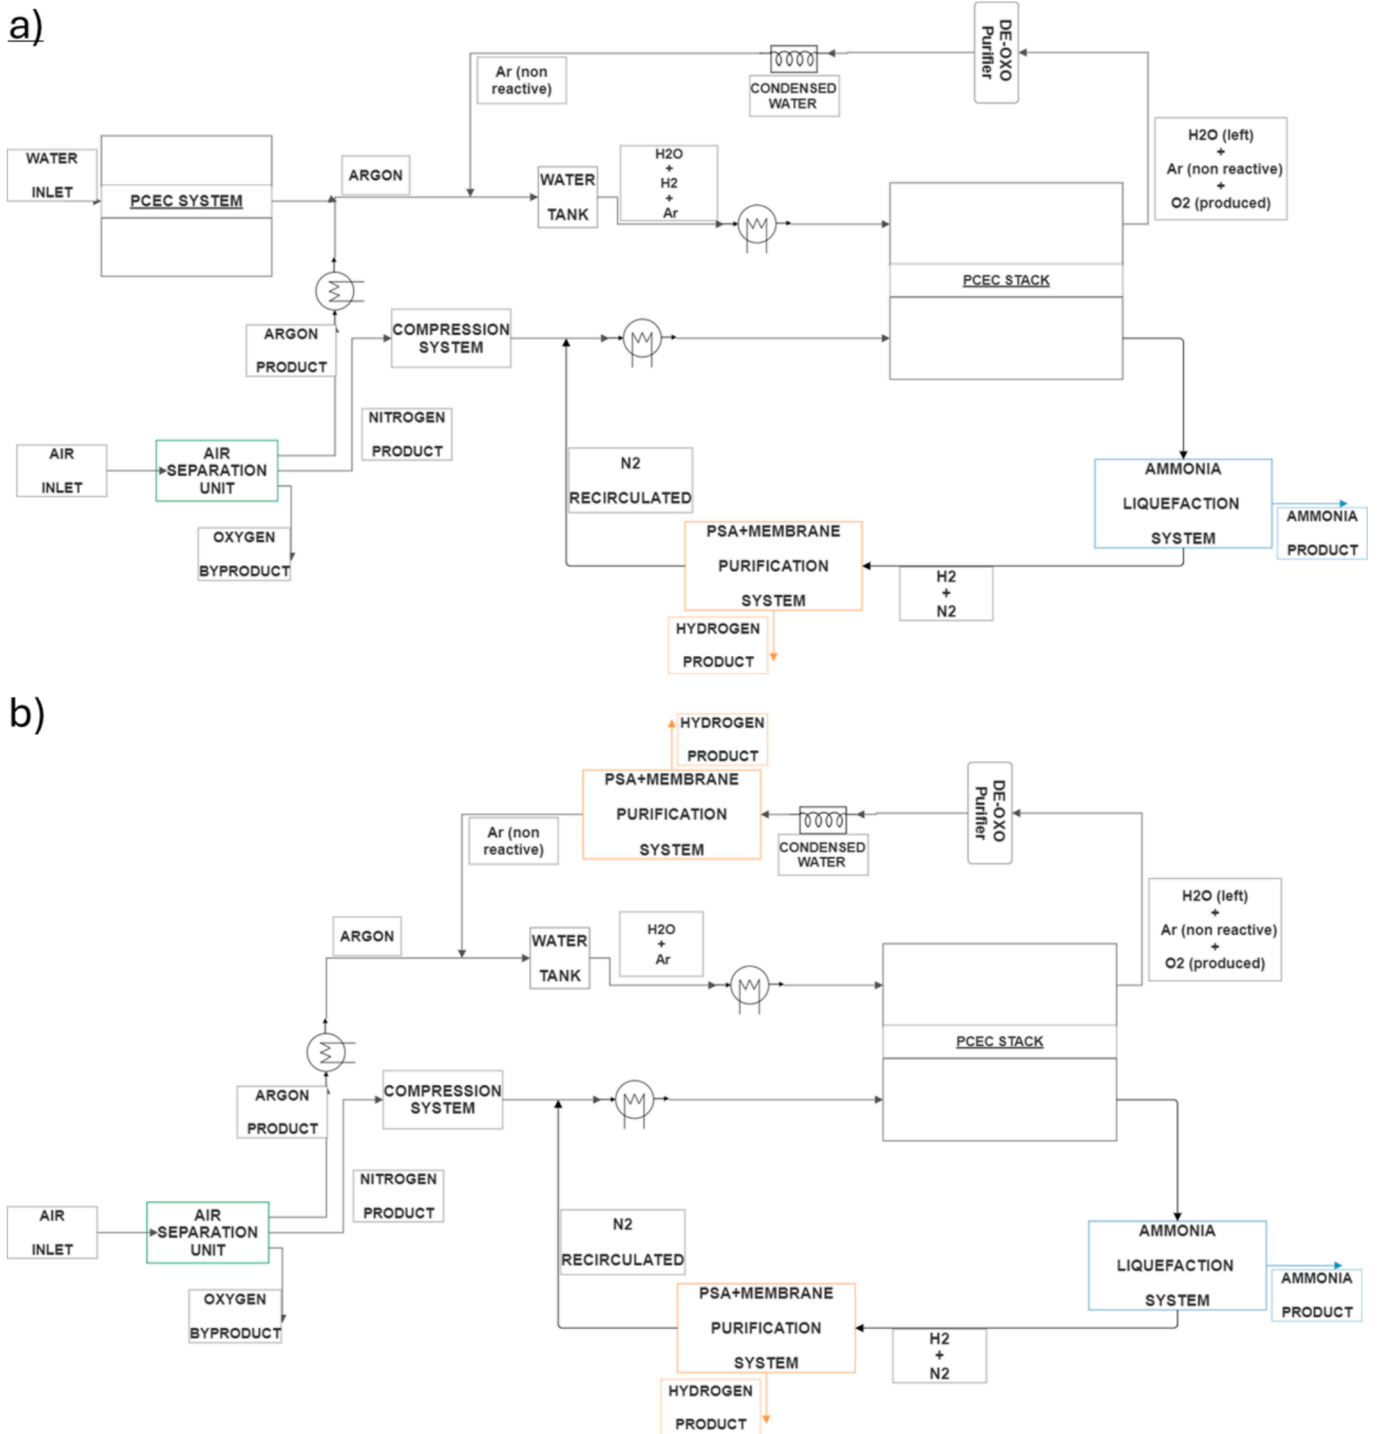 a)
DE-OXO
Purifier
Ar (non
reactive)
CONDENSED
WATER
H2O (left)
+
Ar (non reactive)
+
O2 (produced)
WATER
INLET
PCEC SYSTEM
ARGON
WATER
TANK
H2O
+
H2
+
Ar
PCEC STACK
ARGON
PRODUCT
COMPRESSION
SYSTEM
NITROGEN
PRODUCT
AIR
INLET
AIR
SEPARATION
UNIT
N2
RECIRCULATED
AMMONIA
LIQUEFACTION
SYSTEM
AMMONIA
PRODUCT
OXYGEN
BYPRODUCT
PSA+MEMBRANE
PURIFICATION
SYSTEM
H2
+
N2
HYDROGEN
PRODUCT
b)
HYDROGEN
PRODUCT
PSA+MEMBRANE
PURIFICATION
SYSTEM
DE-OXO
Purifier
Ar (non
reactive)
CONDENSED
WATER
H2O (left)
+
Ar (non reactive)
+
O2 (produced)
ARGON
WATER
TANK
H2O
+
Ar
PCEC STACK
ARGON
PRODUCT
COMPRESSION
SYSTEM
NITROGEN
PRODUCT
AIR
INLET
AIR
SEPARATION
UNIT
N2
RECIRCULATED
AMMONIA
LIQUEFACTION
SYSTEM
AMMONIA
PRODUCT
OXYGEN
BYPRODUCT
PSA+MEMBRANE
PURIFICATION
SYSTEM
H2
+
N2
HYDROGEN
PRODUCT